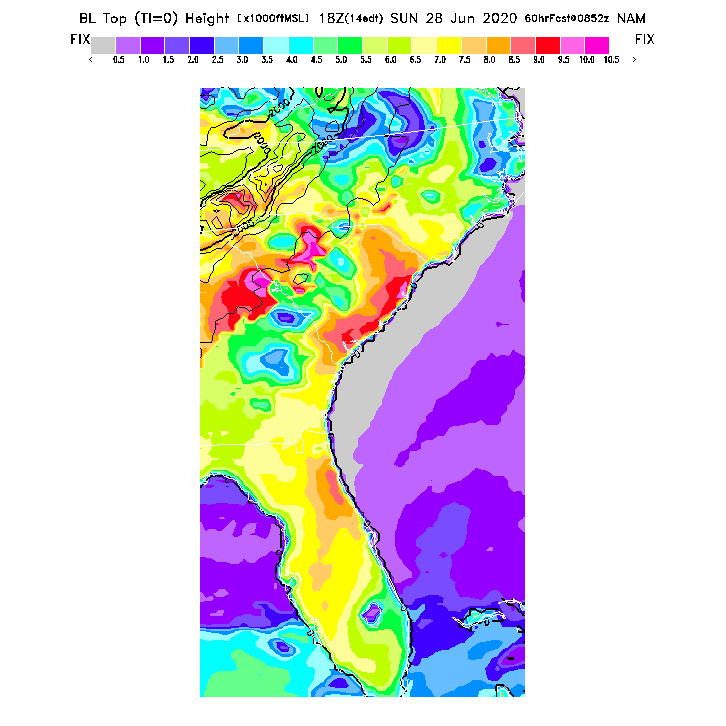 BL Top (TI=0) Height [x1000ftMSL] 18Z(14edt) SUN 28 Jun 2020 60hrFcst@0852z NAM
FIX FIX
< 0.5 1.0 1.5 2.0 2.5 3.0 3.5 4.0 4.5 5.0 5.5 6.0 6.5 7.0 7.5 8.0 8.5 9.0 9.5 10.0 10.5 >
2000
2000